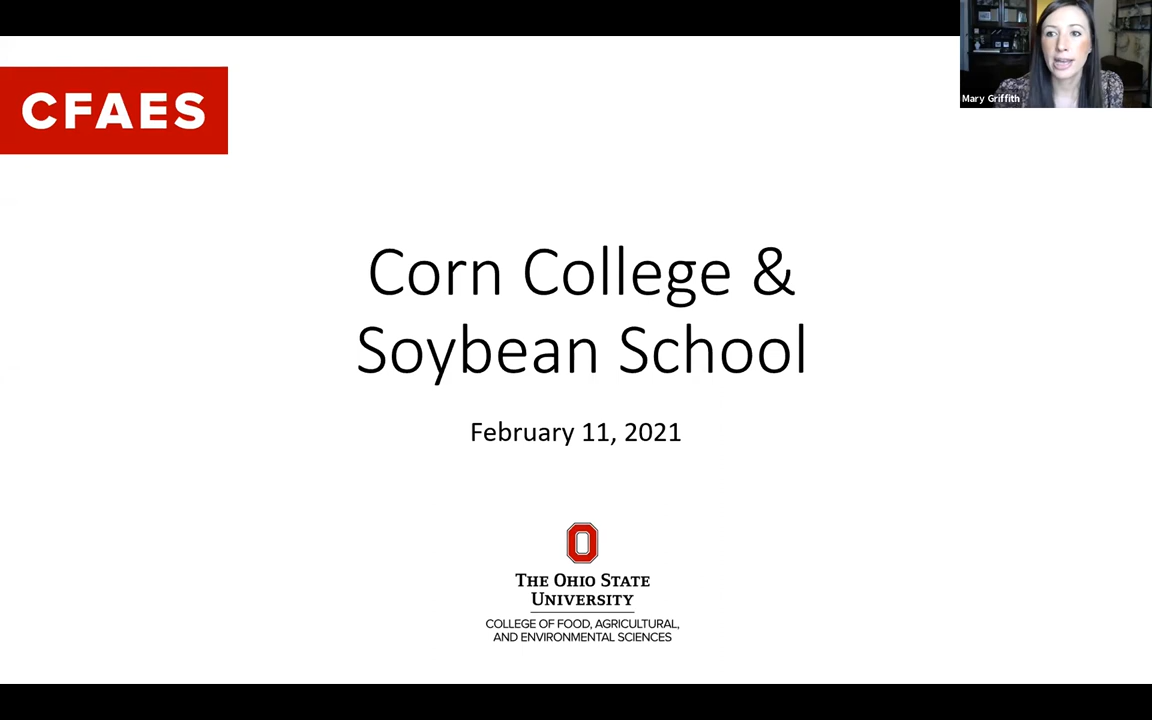 Mary Griffith
CFAES
Corn College &
Soybean School
February 11, 2021
O
THE OHIO STATE
UNIVERSITY
COLLEGE OF FOOD, AGRICULTURAL,
AND ENVIRONMENTAL SCIENCES